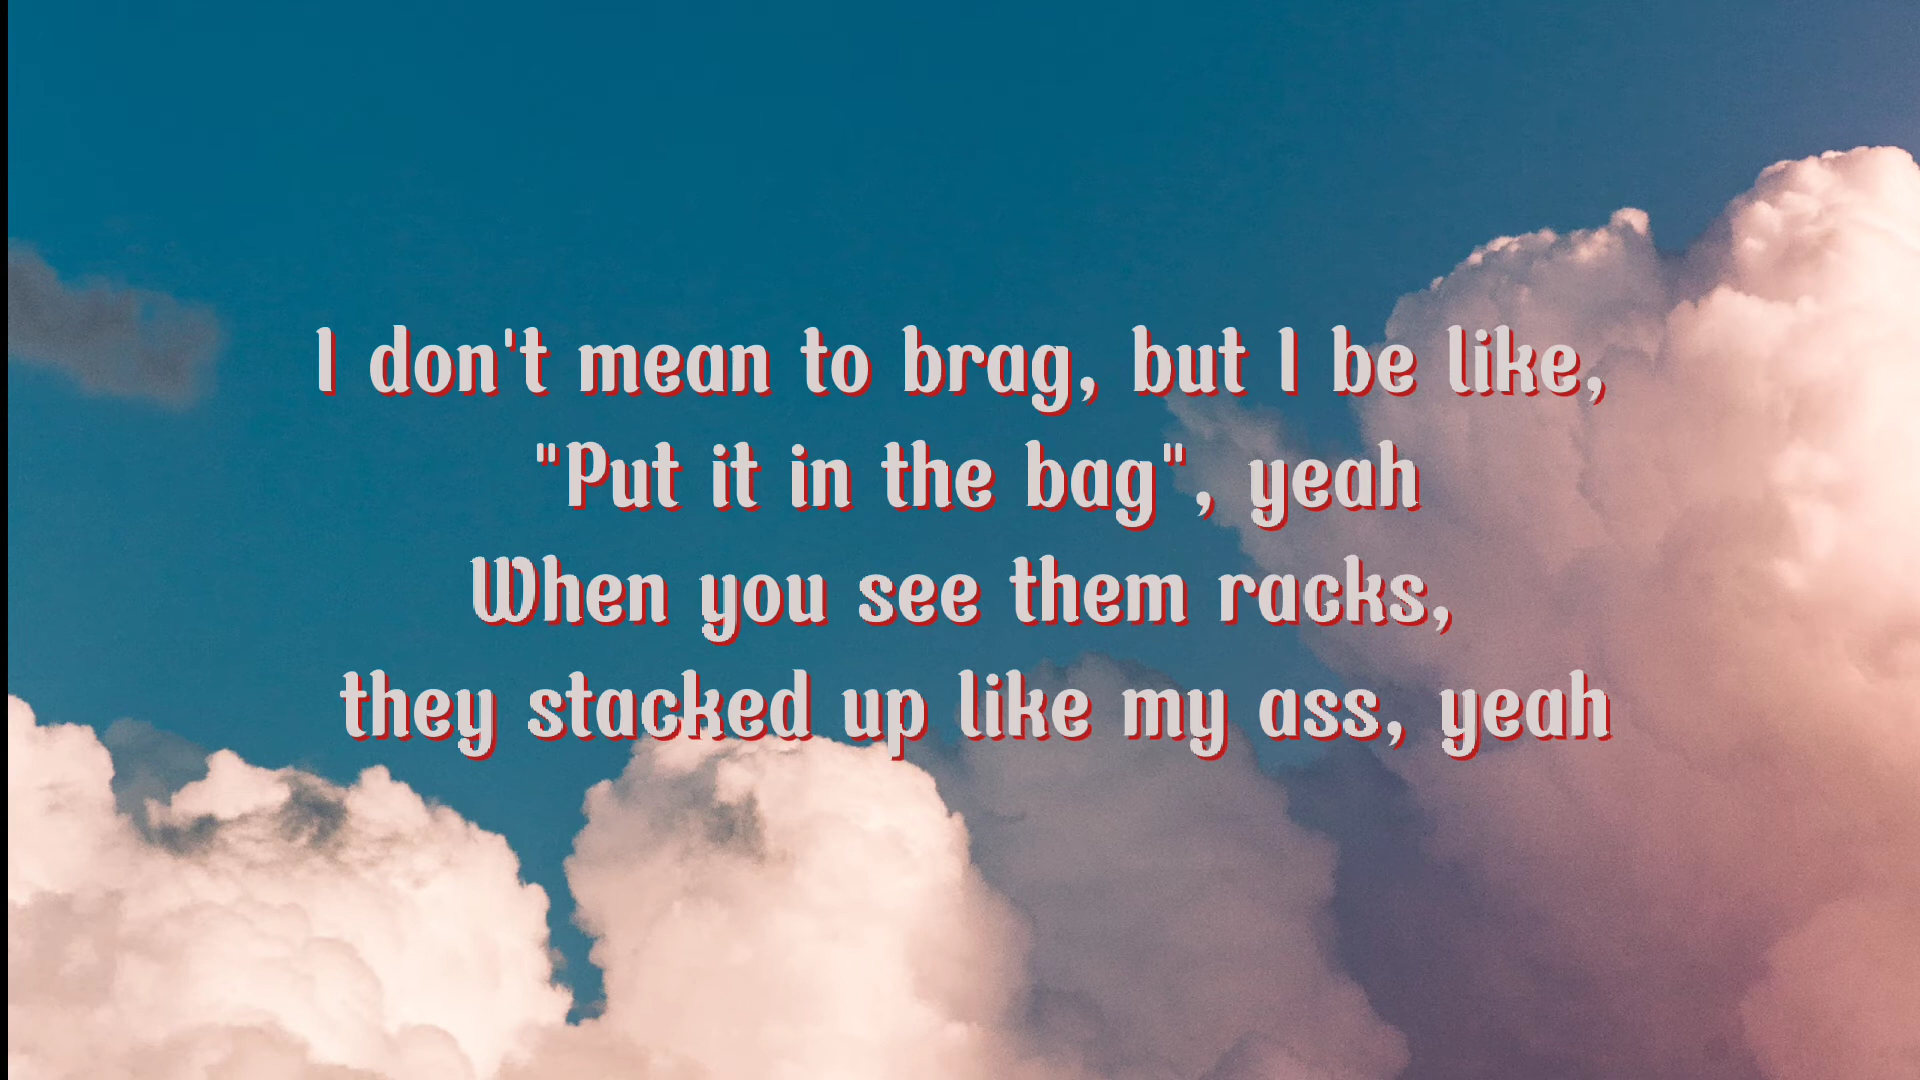 I don't mean to brag, but I be like,
"Put it in the bag", yeah
When you see them racks,
they stacked up like my ass, yeah